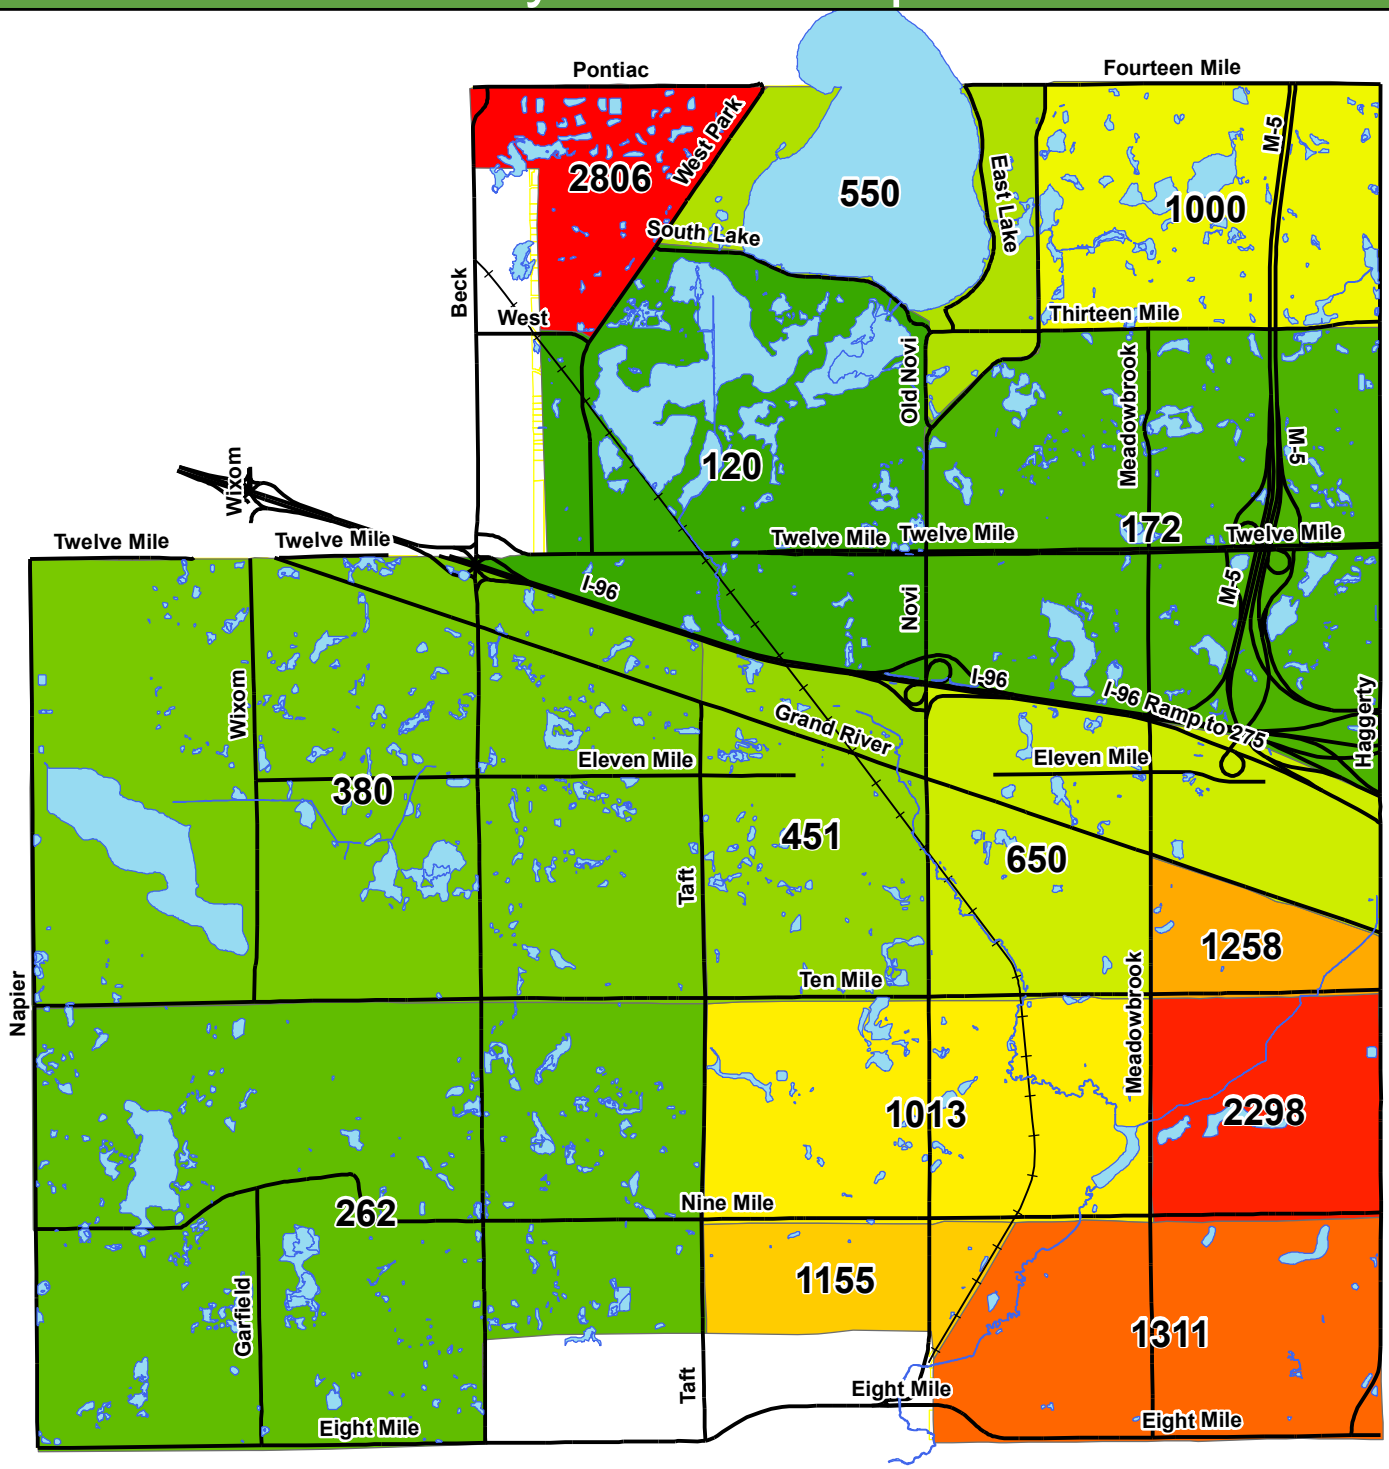 Pontiac
Fourteen Mile
West Park
M-5
2806
550
East Lake
1000
South Lake
Beck
West
Thirteen Mile
Old Novi
Meadowbrook
M-5
Wixom
120
172
Twelve Mile
Twelve Mile
Twelve Mile
Twelve Mile
Twelve Mile
I-96
M-5
Novi
I-96
I-96 Ramp to 275
Haggerty
Wixom
Grand River
Eleven Mile
Eleven Mile
380
451
650
Taft
1258
Ten Mile
Napier
Meadowbrook
1013
2298
Nine Mile
262
1155
Garfield
1311
Taft
Eight Mile
Eight Mile
Eight Mile